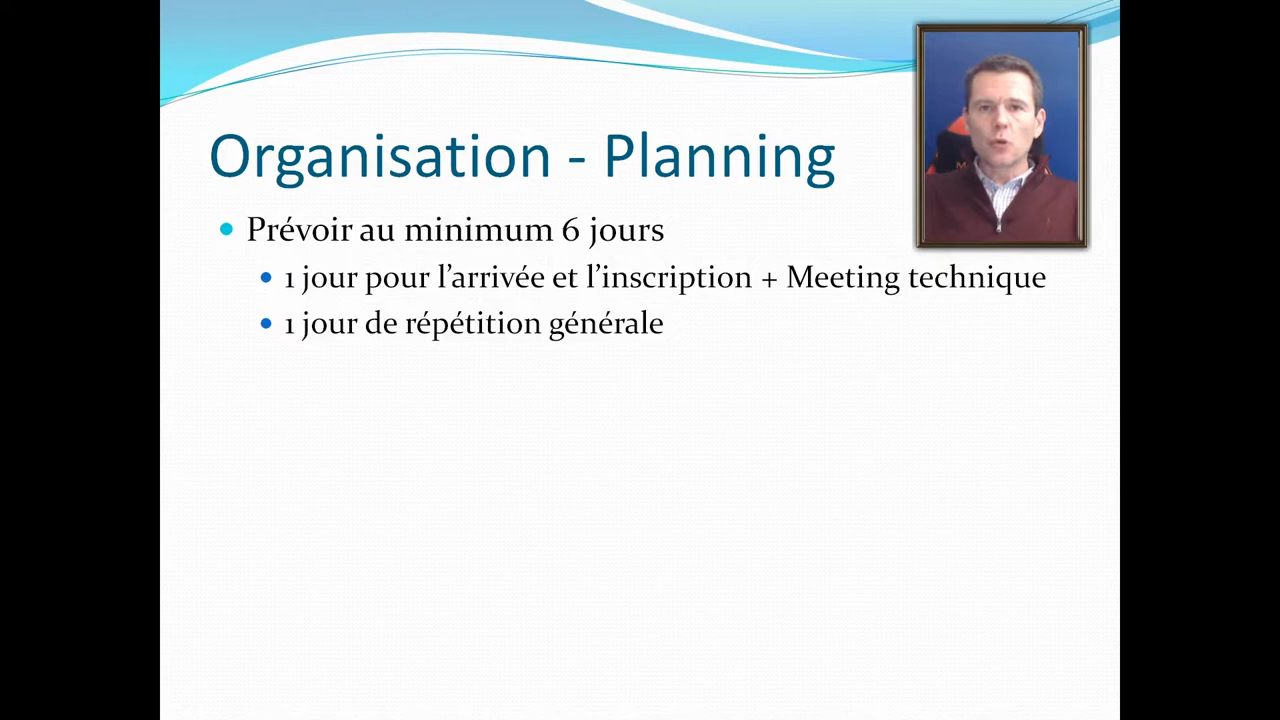 Organisation - Planning
Prévoir au minimum 6 jours
1 jour pour l’arrivée et l’inscription + Meeting technique
1 jour de répétition générale